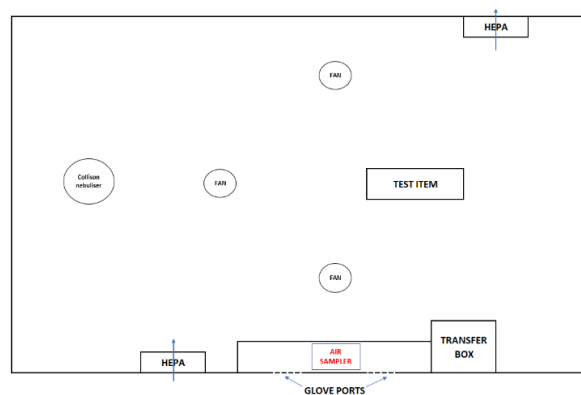 HEPA
FAN
Collison
nebuliser
FAN
TEST ITEM
FAN
AIR
SAMPLER
TRANSFER
BOX
HEPA
GLOVE PORTS